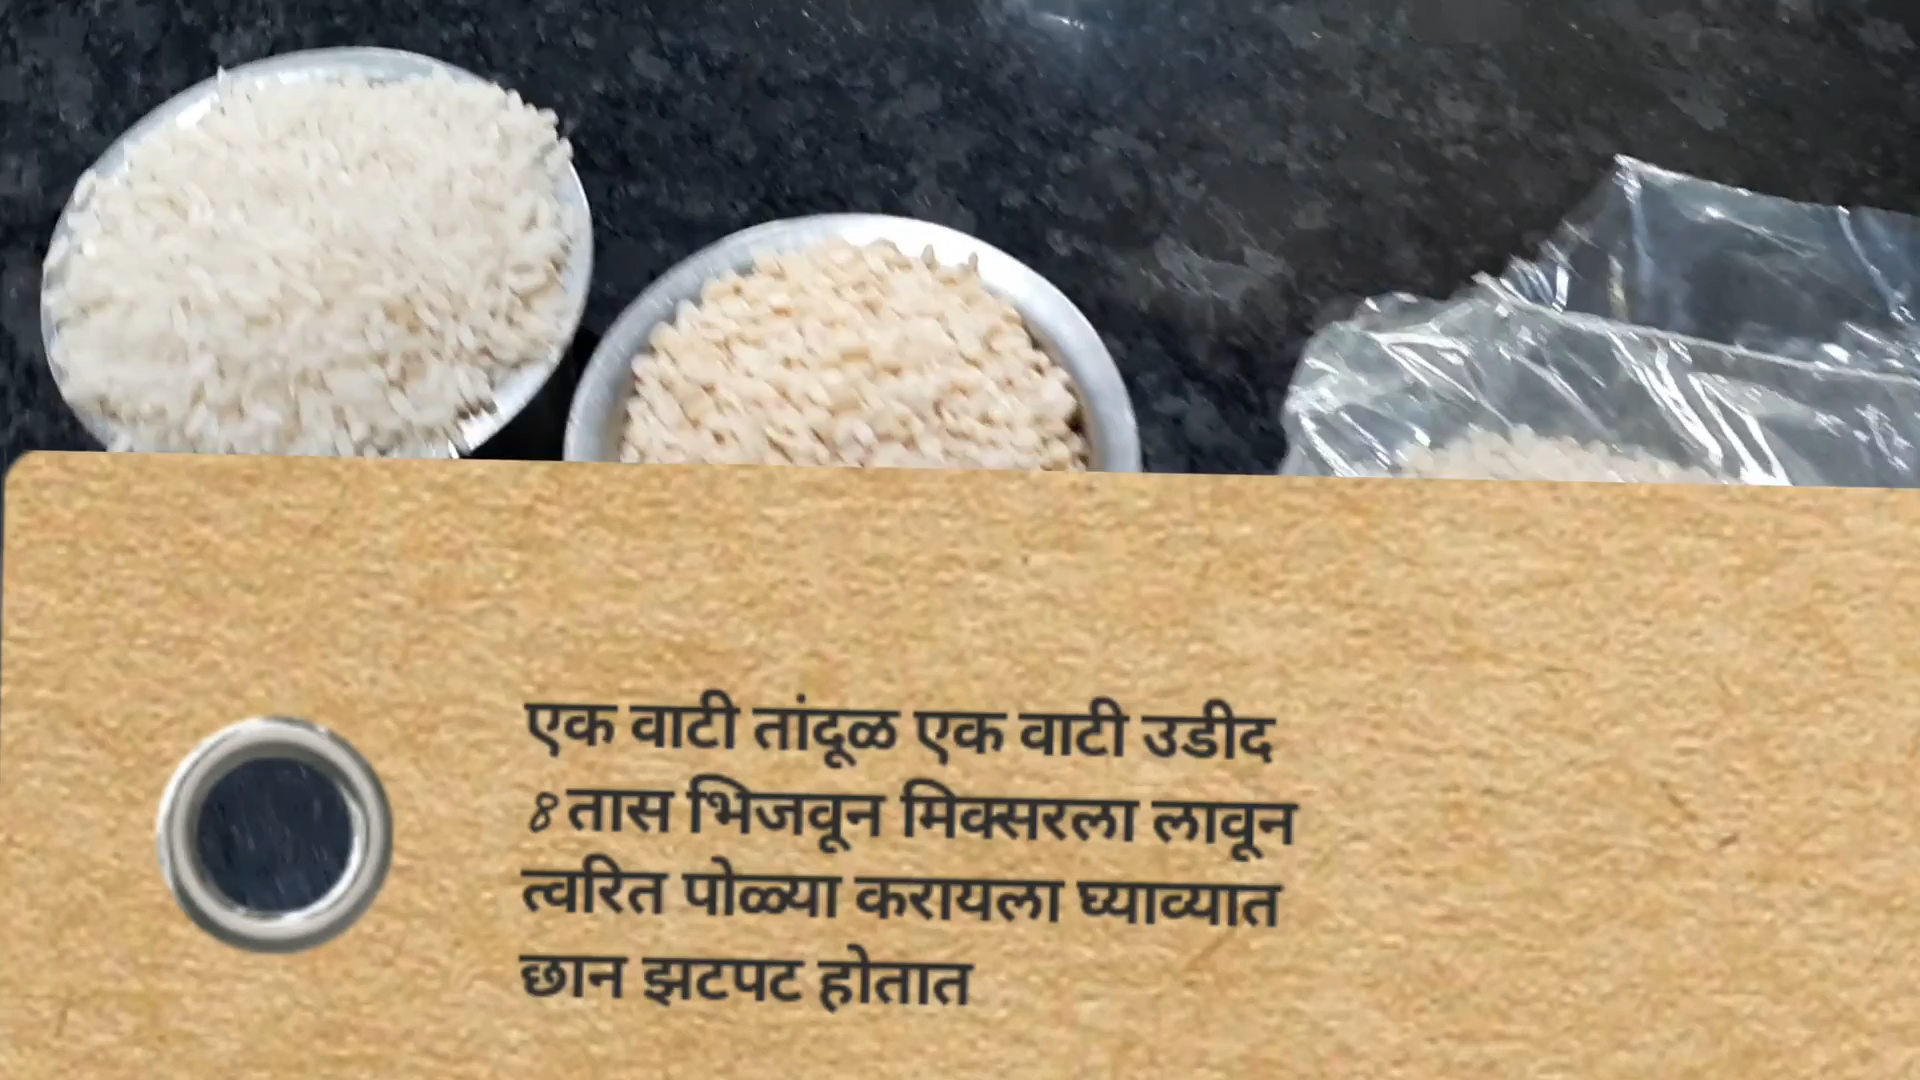 एक वाटी तांदूळ एक वाटी उडीद
8 तास भिजवून मिक्सरला लावून
त्वरित पोळ्या करायला घ्याव्यात
छान झटपट होतात